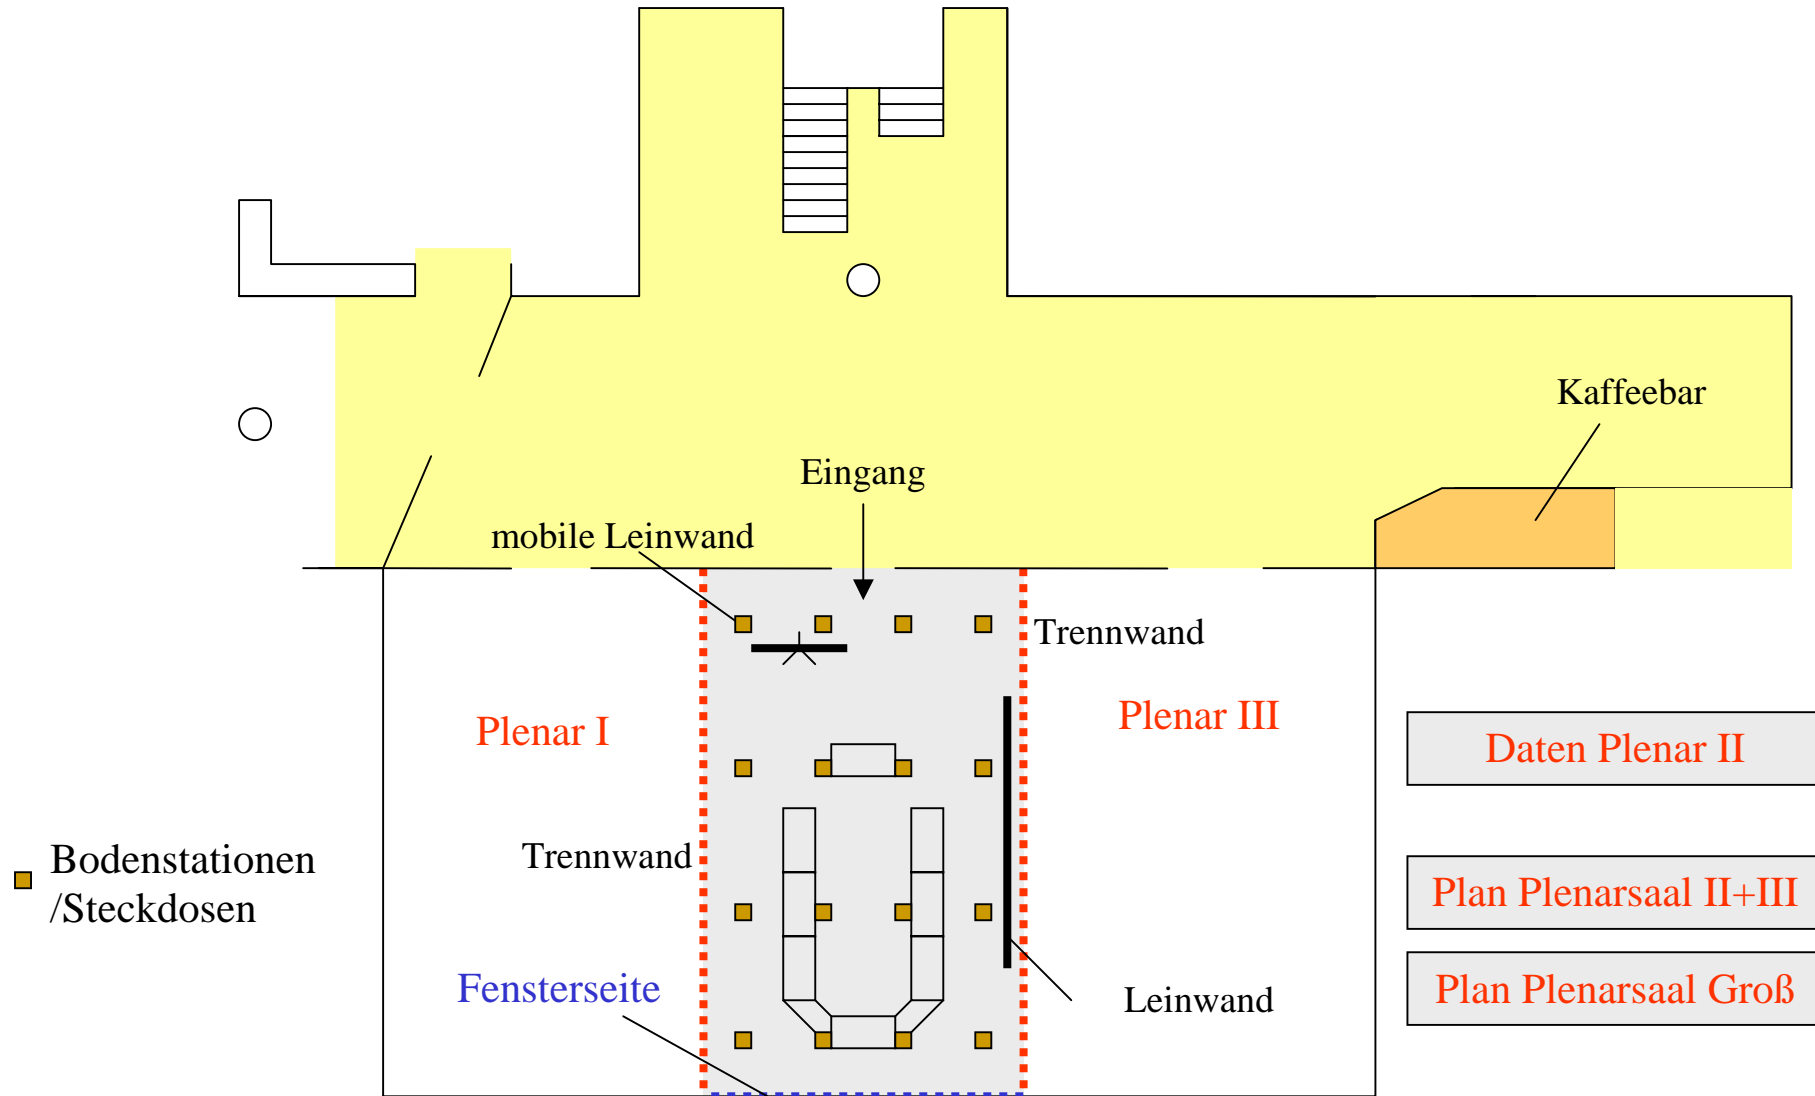 Kaffeebar
Eingang
mobile Leinwand
Trennwand
Plenar I
Plenar III
Daten Plenar II
Trennwand
Bodenstationen
/Steckdosen
Plan Plenarsaal II+III
Fensterseite
Leinwand
Plan Plenarsaal Groß